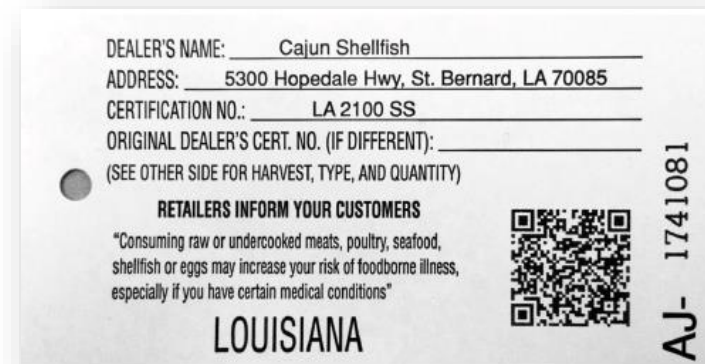 DEALER'S NAME: Cajun Shellfish
ADDRESS: 5300 Hopedale Hwy, St. Bernard, LA 70085
CERTIFICATION NO.: LA 2100 SS
ORIGINAL DEALER'S CERT. NO. (IF DIFFERENT):
(SEE OTHER SIDE FOR HARVEST, TYPE, AND QUANTITY)
RETAILERS INFORM YOUR CUSTOMERS
"Consuming raw or undercooked meats, poultry, seafood,
shellfish or eggs may increase your risk of foodborne illness,
especially if you have certain medical conditions"
LOUISIANA
AJ- 1741081